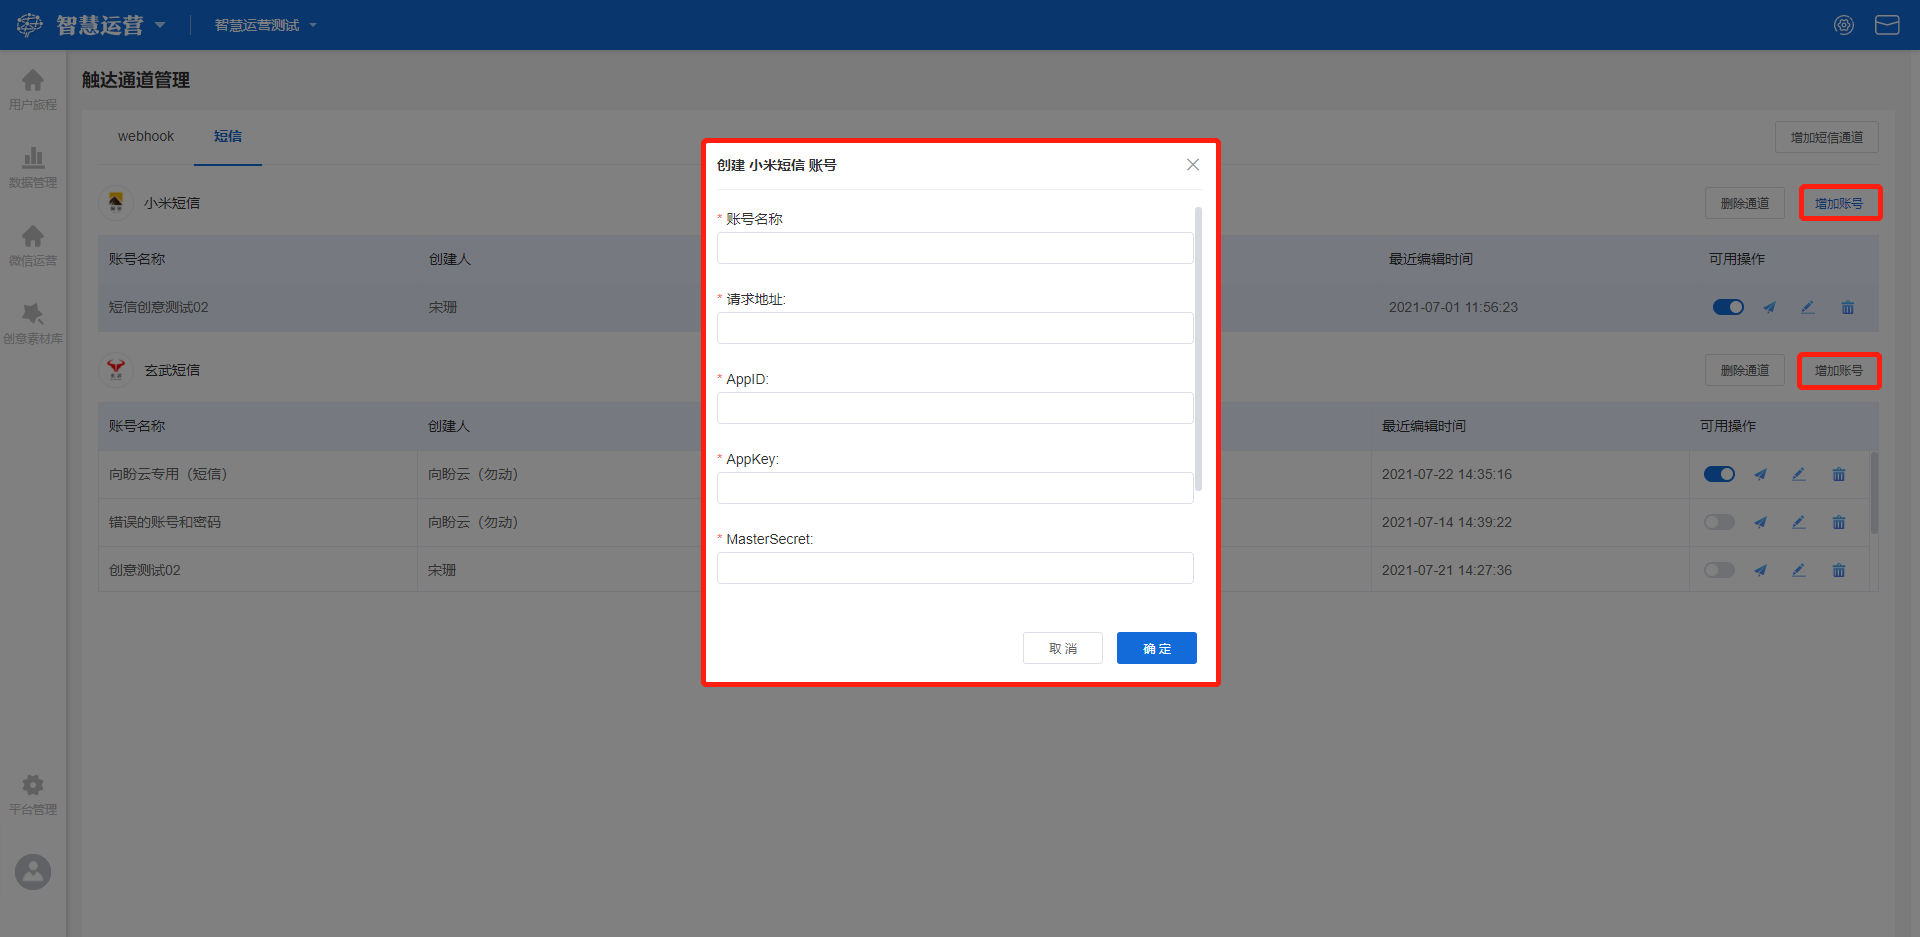 智慧运营
智慧运营测试
用户旅程
数据管理
微信运营
创意素材库
平台管理
触达通道管理
webhook
短信
增加短信通道
小米短信
删除通道
增加账号
账号名称
创建人
最近编辑时间
可用操作
短信创意测试02
宋珊
2021-07-01 11:56:23
玄武短信
删除通道
增加账号
账号名称
创建人
最近编辑时间
可用操作
向盼云专用（短信）
向盼云（勿动）
2021-07-22 14:35:16
错误的账号和密码
向盼云（勿动）
2021-07-14 14:39:22
创意测试02
宋珊
2021-07-21 14:27:36
创建 小米短信 账号
* 账号名称
* 请求地址:
* AppID:
* AppKey:
* MasterSecret:
取 消
确 定